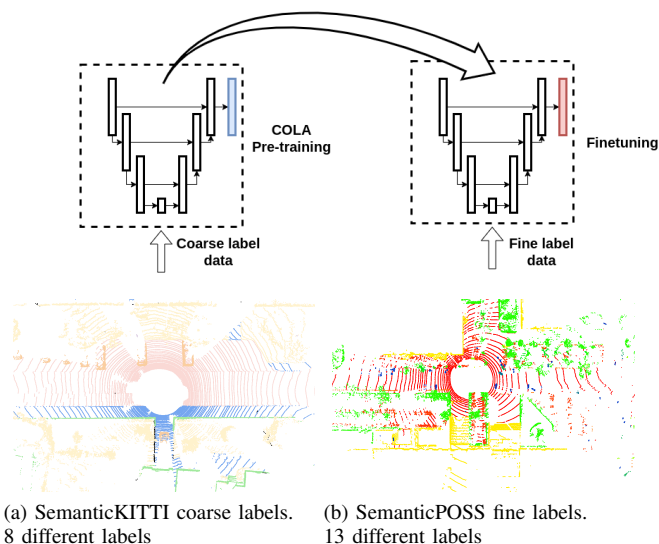 COLA
Pre-training
Finetuning
Coarse label
data
Fine label
data
(a) SemanticKITTI coarse labels.
8 different labels
(b) SemanticPOSS fine labels.
13 different labels